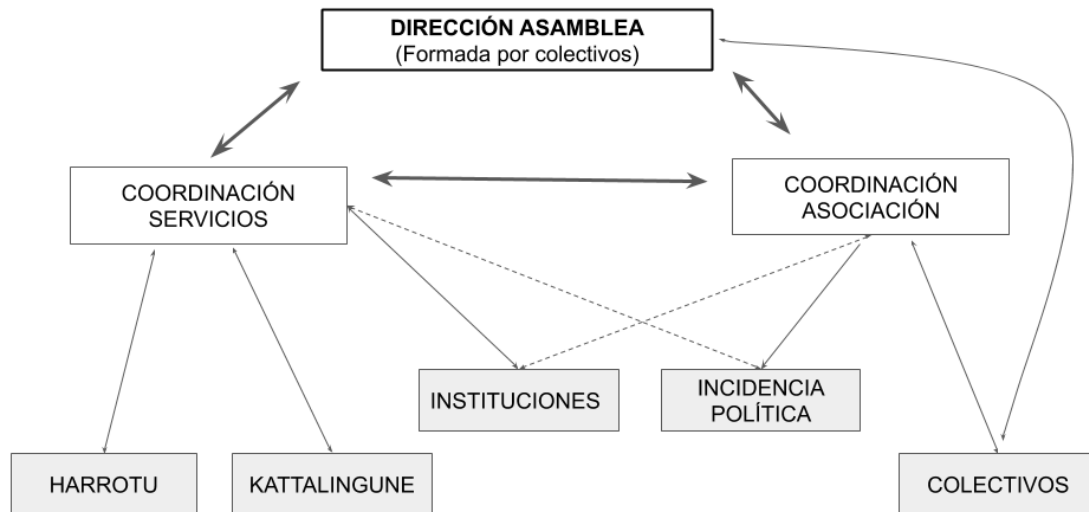 DIRECCIÓN ASAMBLEA
(Formada por colectivos)
COORDINACIÓN
SERVICIOS
COORDINACIÓN
ASOCIACIÓN
INSTITUCIONES
INCIDENCIA
POLÍTICA
HARROTU
KATTALINGUNE
COLECTIVOS